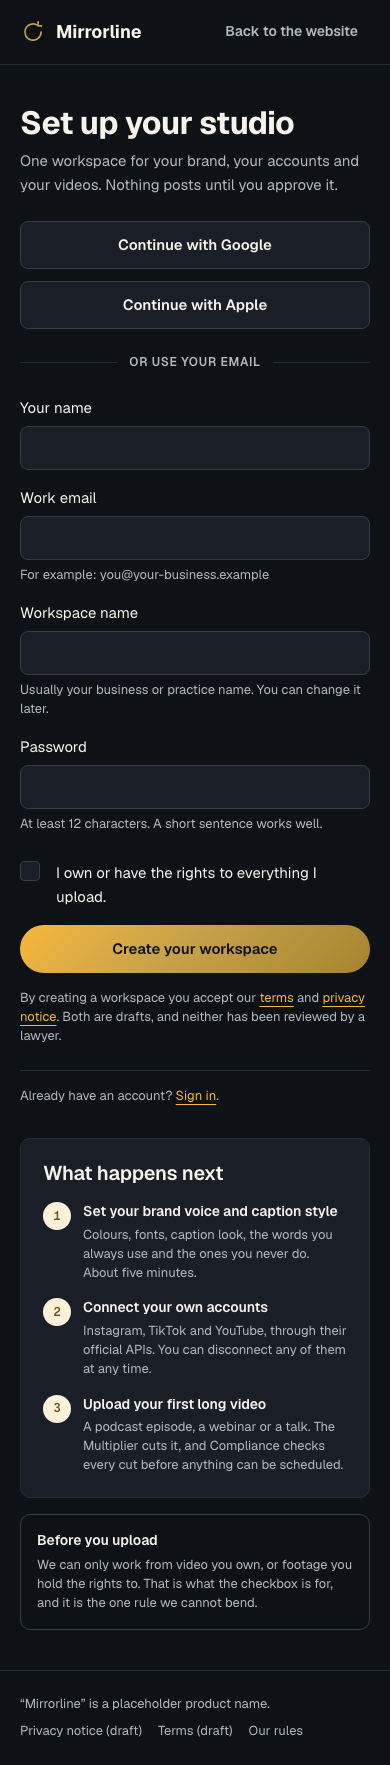 Mirrorline
Back to the website
Set up your studio
One workspace for your brand, your accounts and
your videos. Nothing posts until you approve it.
Continue with Google
Continue with Apple
OR USE YOUR EMAIL
Your name
Work email
For example: you@your-business.example
Workspace name
Usually your business or practice name. You can change it
later.
Password
At least 12 characters. A short sentence works well.
I own or have the rights to everything I
upload.
Create your workspace
By creating a workspace you accept our terms and privacy
notice. Both are drafts, and neither has been reviewed by a
lawyer.
Already have an account? Sign in.
What happens next
1
Set your brand voice and caption style
Colours, fonts, caption look, the words you
always use and the ones you never do.
About five minutes.
2
Connect your own accounts
Instagram, TikTok and YouTube, through their
official APIs. You can disconnect any of them
at any time.
3
Upload your first long video
A podcast episode, a webinar or a talk. The
Multiplier cuts it, and Compliance checks
every cut before anything can be scheduled.
Before you upload
We can only work from video you own, or footage you
hold the rights to. That is what the checkbox is for,
and it is the one rule we cannot bend.
“Mirrorline” is a placeholder product name.
Privacy notice (draft)
Terms (draft)
Our rules